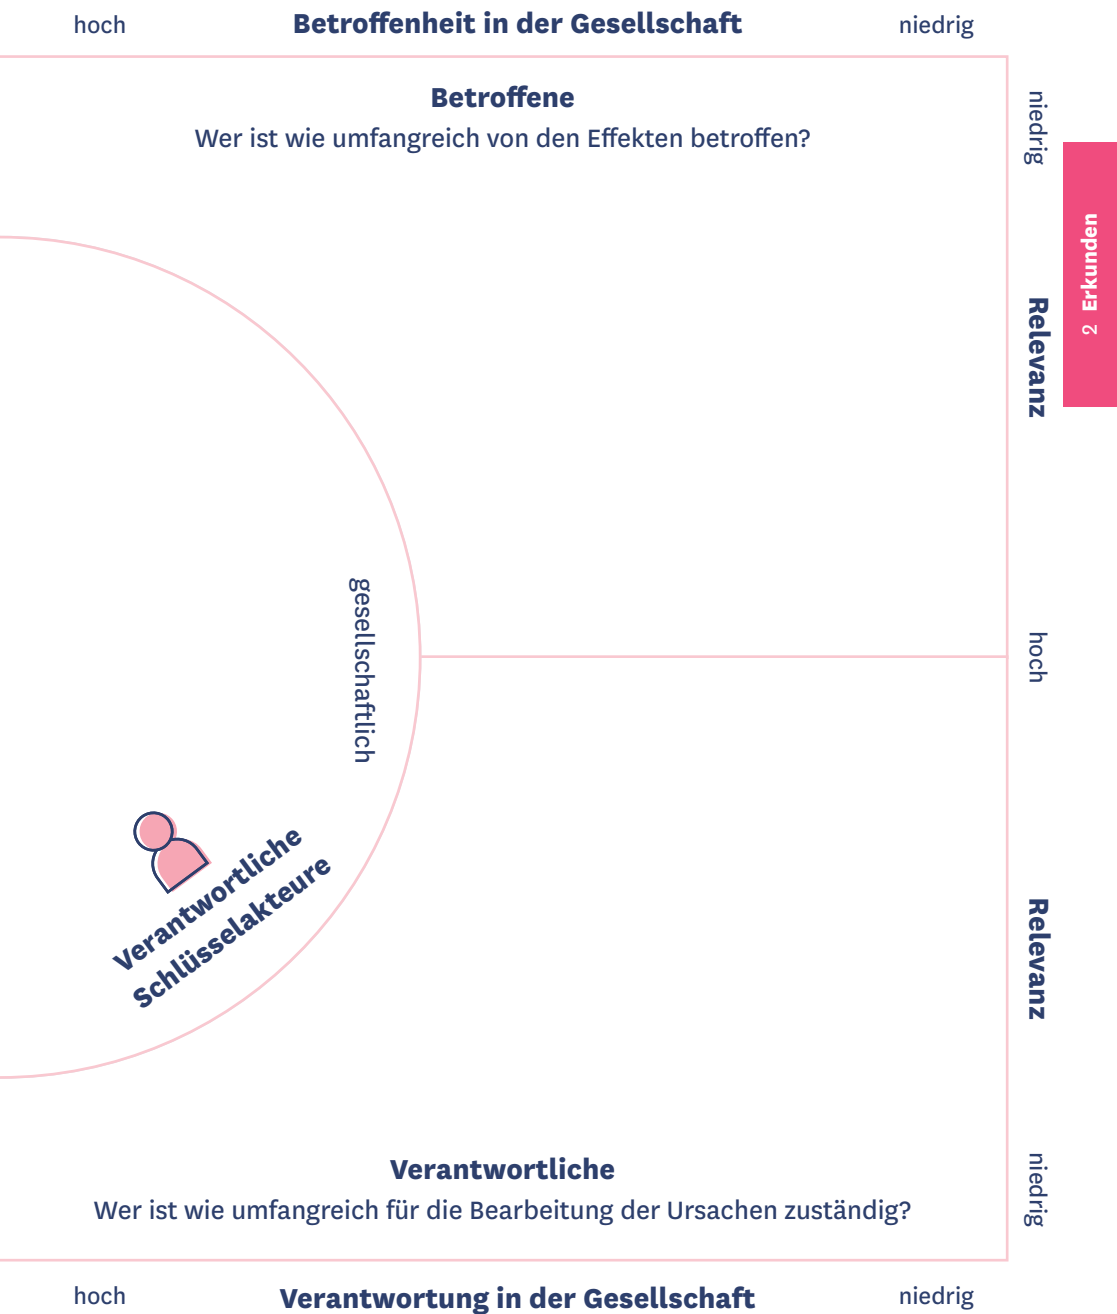 hoch Betroffenheit in der Gesellschaft niedrig
Betroffene
Wer ist wie umfangreich von den Effekten betroffen?
niedrig
2 Erkunden
Relevanz
gesellschaftlich
hoch
Verantwortliche
Schlüsselakteure
Relevanz
Verantwortliche
Wer ist wie umfangreich für die Bearbeitung der Ursachen zuständig?
niedrig
hoch Verantwortung in der Gesellschaft niedrig